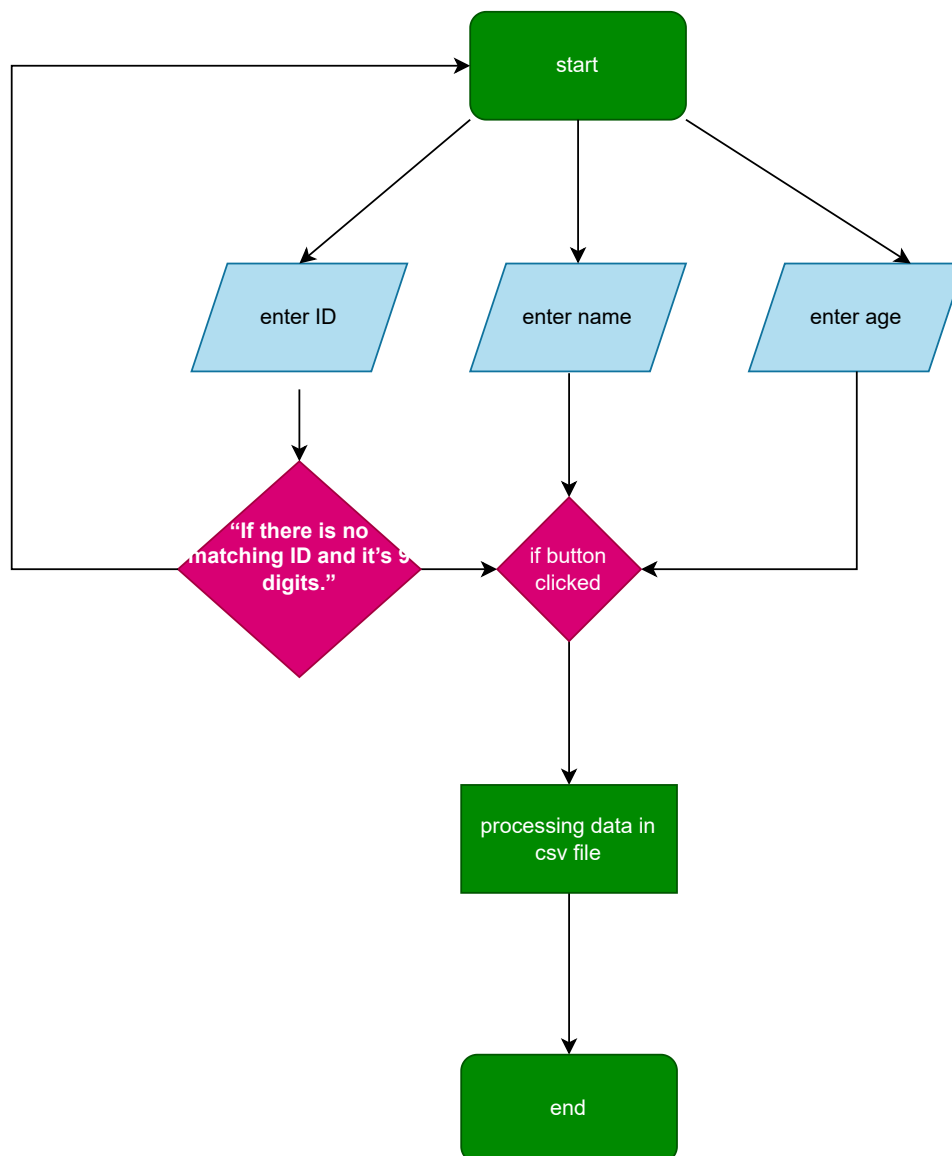 start
enter ID
enter name
enter age
“If there is no
matching ID and it’s 9
digits.”
if button
clicked
processing data in
csv file
end